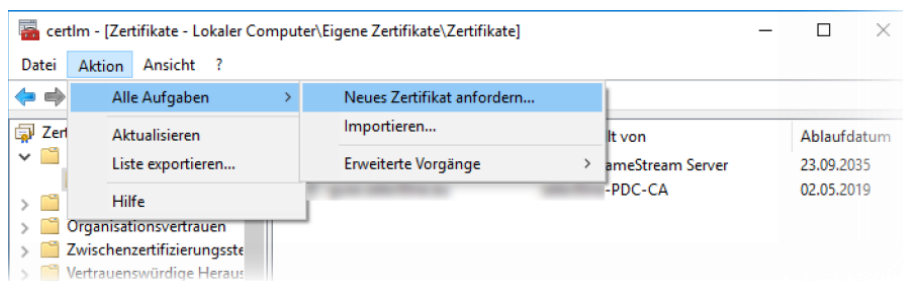 certlm - [Zertifikate - Lokaler Computer\Eigene Zertifikate\Zertifikate]
Datei Aktion Ansicht ?
Alle Aufgaben > Neues Zertifikat anfordern...
Zert Aktualisieren Importieren... lt von Ablaufdatum
Liste exportieren... Erweiterte Vorgänge > ameStream Server 23.09.2035
Hilfe -PDC-CA 02.05.2019
Organisationsvertrauen
Zwischenzertifizierungsste
Vertrauenswürdige Heraus